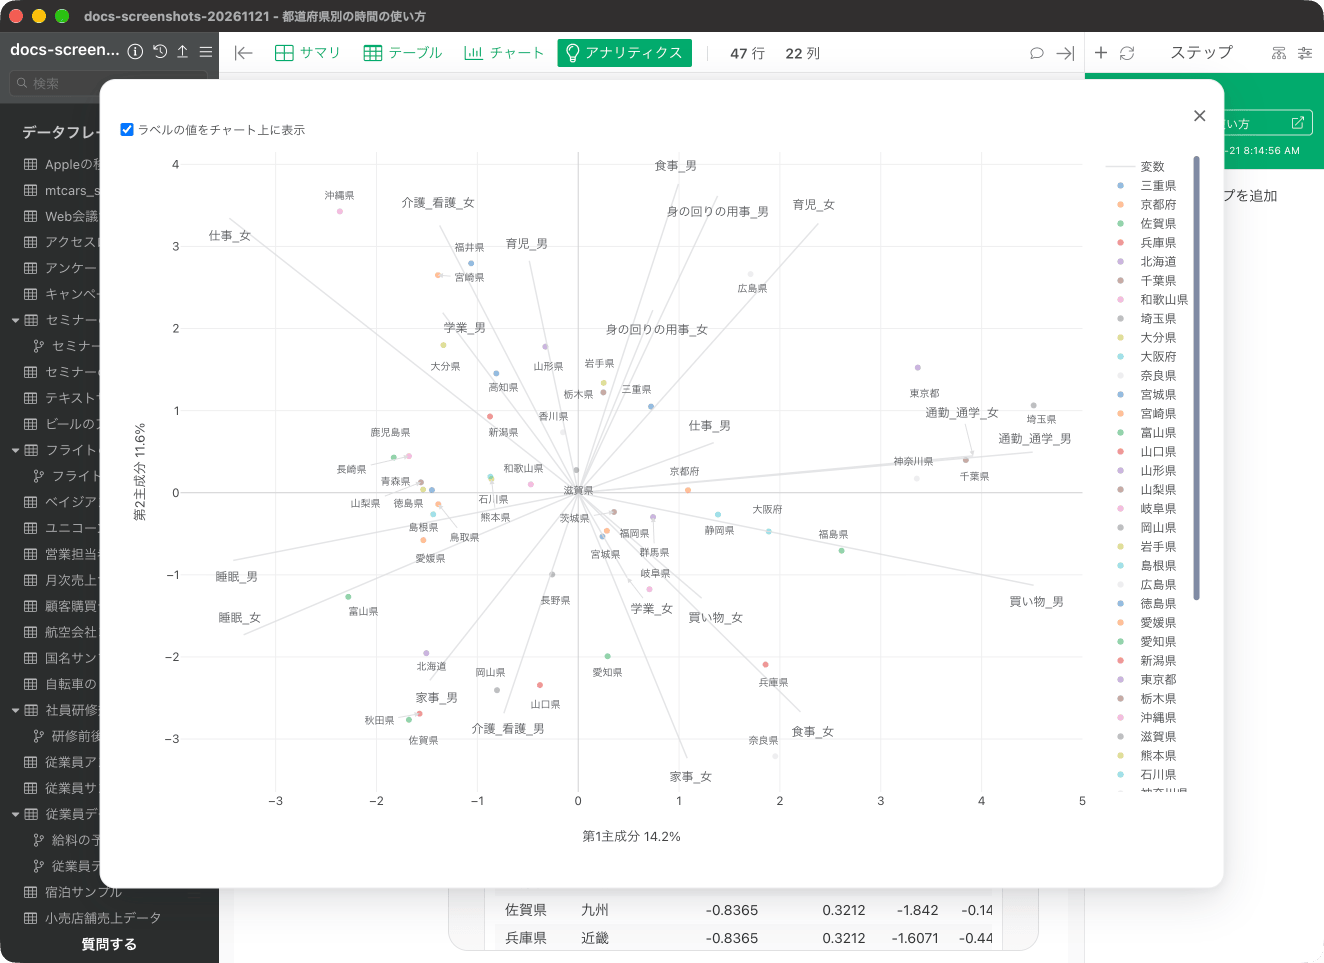 docs-screenshots-20261121 - 都道府県別の時間の使い方
docs-screen...
サマリ
テーブル
チャート
アナリティクス
47 行
22 列
ステップ
検索
データフレー
Appleの
mtcars_s
Web会議
アクセス
アンケー
キャンペー
セミナー
セミナー
セミナー
テキスト
ビールの
フライト
フライト
ベイジア
ユニコー
営業担当
月次売上
顧客購買
航空会社
国名サン
自転車の
社員研修
研修前後
従業員ア
従業員サ
従業員デ
給料の予
従業員デ
宿泊サンプル
小売店舗売上データ
質問する
い方
-21 8:14:56 AM
プを追加
ラベルの値をチャート上に表示
第2主成分 11.6%
4
3
2
1
0
−1
−2
−3
−3
−2
−1
0
1
2
3
4
5
第1主成分 14.2%
食事_男
沖縄県
介護_看護_女
身の回りの用事_男
育児_女
仕事_女
福井県
育児_男
宮崎県
広島県
学業_男
身の回りの用事_女
大分県
山形県
岩手県
高知県
栃木県
三重県
東京都
香川県
通勤_通学_女
埼玉県
鹿児島県
新潟県
仕事_男
通勤_通学_男
長崎県
和歌山県
京都府
神奈川県
千葉県
青森県
滋賀県
山梨県
徳島県
石川県
熊本県
茨城県
大阪府
島根県
鳥取県
福岡県
静岡県
福島県
愛媛県
宮城県
群馬県
睡眠_男
岐阜県
長野県
買い物_男
睡眠_女
富山県
学業_女
買い物_女
北海道
岡山県
愛知県
兵庫県
家事_男
山口県
秋田県
介護_看護_男
食事_女
佐賀県
奈良県
家事_女
変数
三重県
京都府
佐賀県
兵庫県
北海道
千葉県
和歌山県
埼玉県
大分県
大阪府
奈良県
宮城県
宮崎県
富山県
山口県
山形県
山梨県
岐阜県
岡山県
岩手県
島根県
広島県
徳島県
愛媛県
愛知県
新潟県
東京都
栃木県
沖縄県
滋賀県
熊本県
石川県
神奈川県
佐賀県 九州 -0.8365 0.3212 -1.842 -0.14
兵庫県 近畿 -0.8365 0.3212 -1.6071 -0.44